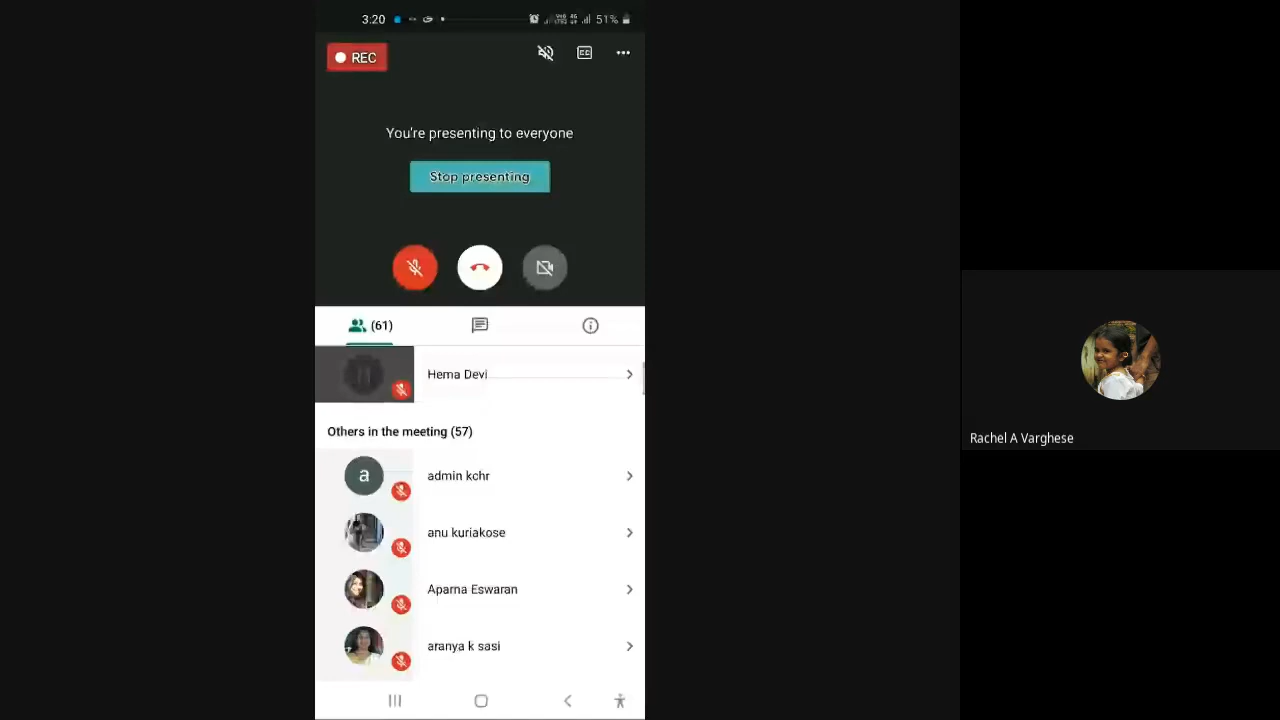 3:20
51%
REC
You're presenting to everyone
Stop presenting
(61)
Hema Devi
Others in the meeting (57)
a
admin kchr
anu kuriakose
Aparna Eswaran
aranya k sasi
Rachel A Varghese